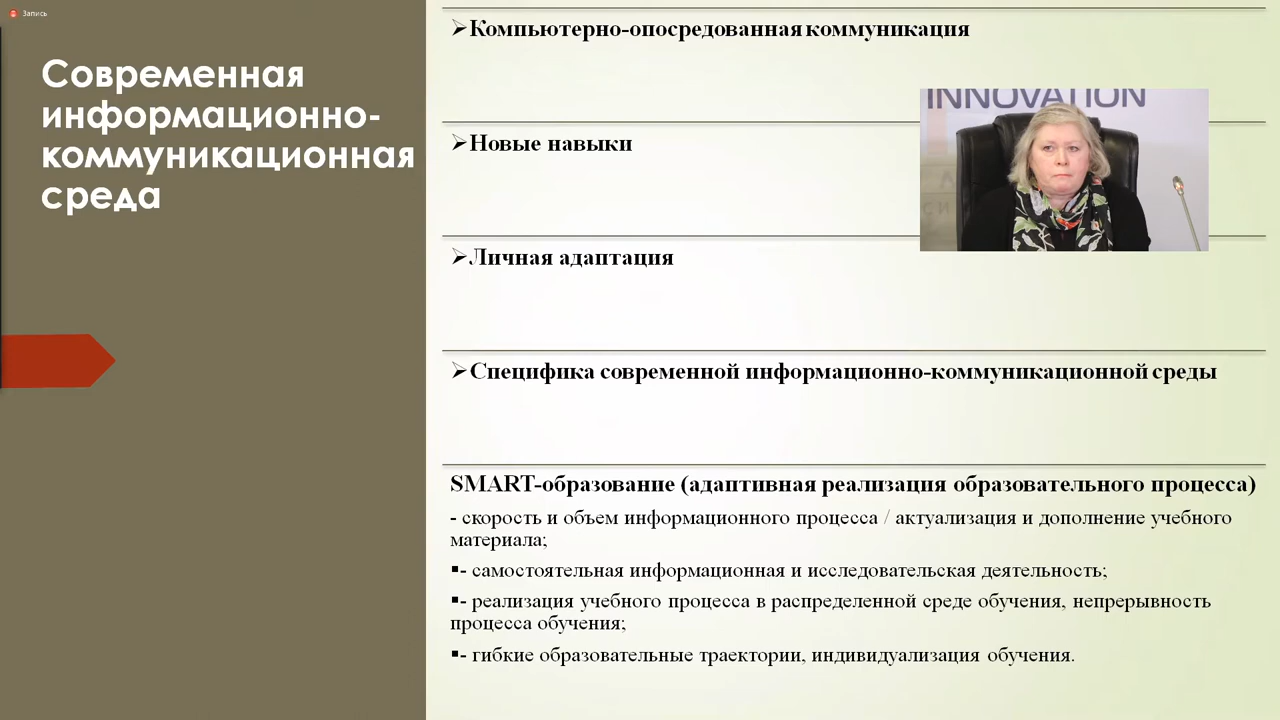 Запись
Современная
информационно-
коммуникационная
среда
➢Компьютерно-опосредованная коммуникация
INNOVATION
➢Новые навыки
➢Личная адаптация
➢Специфика современной информационно-коммуникационной среды
SMART-образование (адаптивная реализация образовательного процесса)
- скорость и объем информационного процесса / актуализация и дополнение учебного
материала;
▪- самостоятельная информационная и исследовательская деятельность;
▪- реализация учебного процесса в распределенной среде обучения, непрерывность
процесса обучения;
▪- гибкие образовательные траектории, индивидуализация обучения.